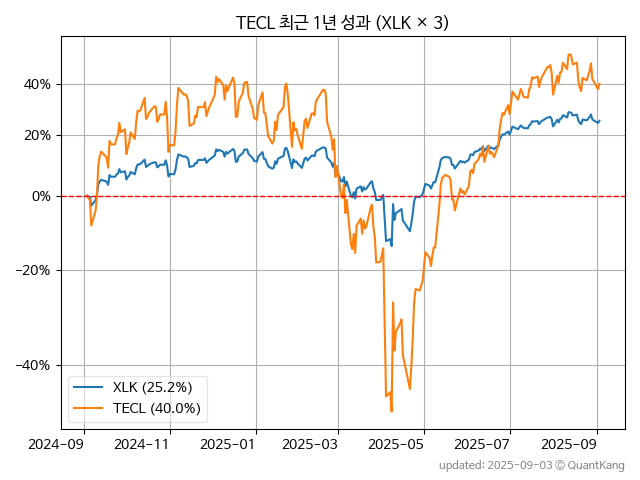 TECL 최근 1년 성과 (XLK × 3)
40%
20%
0%
−20%
−40%
XLK (25.2%)
TECL (40.0%)
2024-09 2024-11 2025-01 2025-03 2025-05 2025-07 2025-09
updated: 2025-09-03 © QuantKang